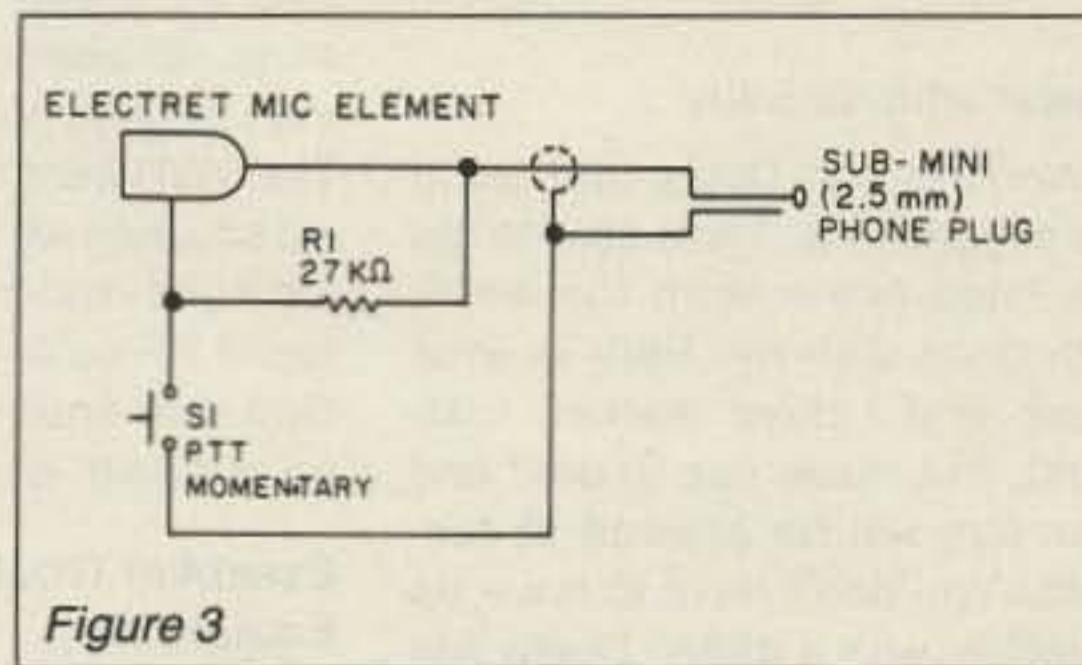 ELECTRET MIC ELEMENT
SUB-MINI
(2.5 mm)
PHONE PLUG
R1
27 KΩ
S1
PTT
MOMENTARY
Figure 3